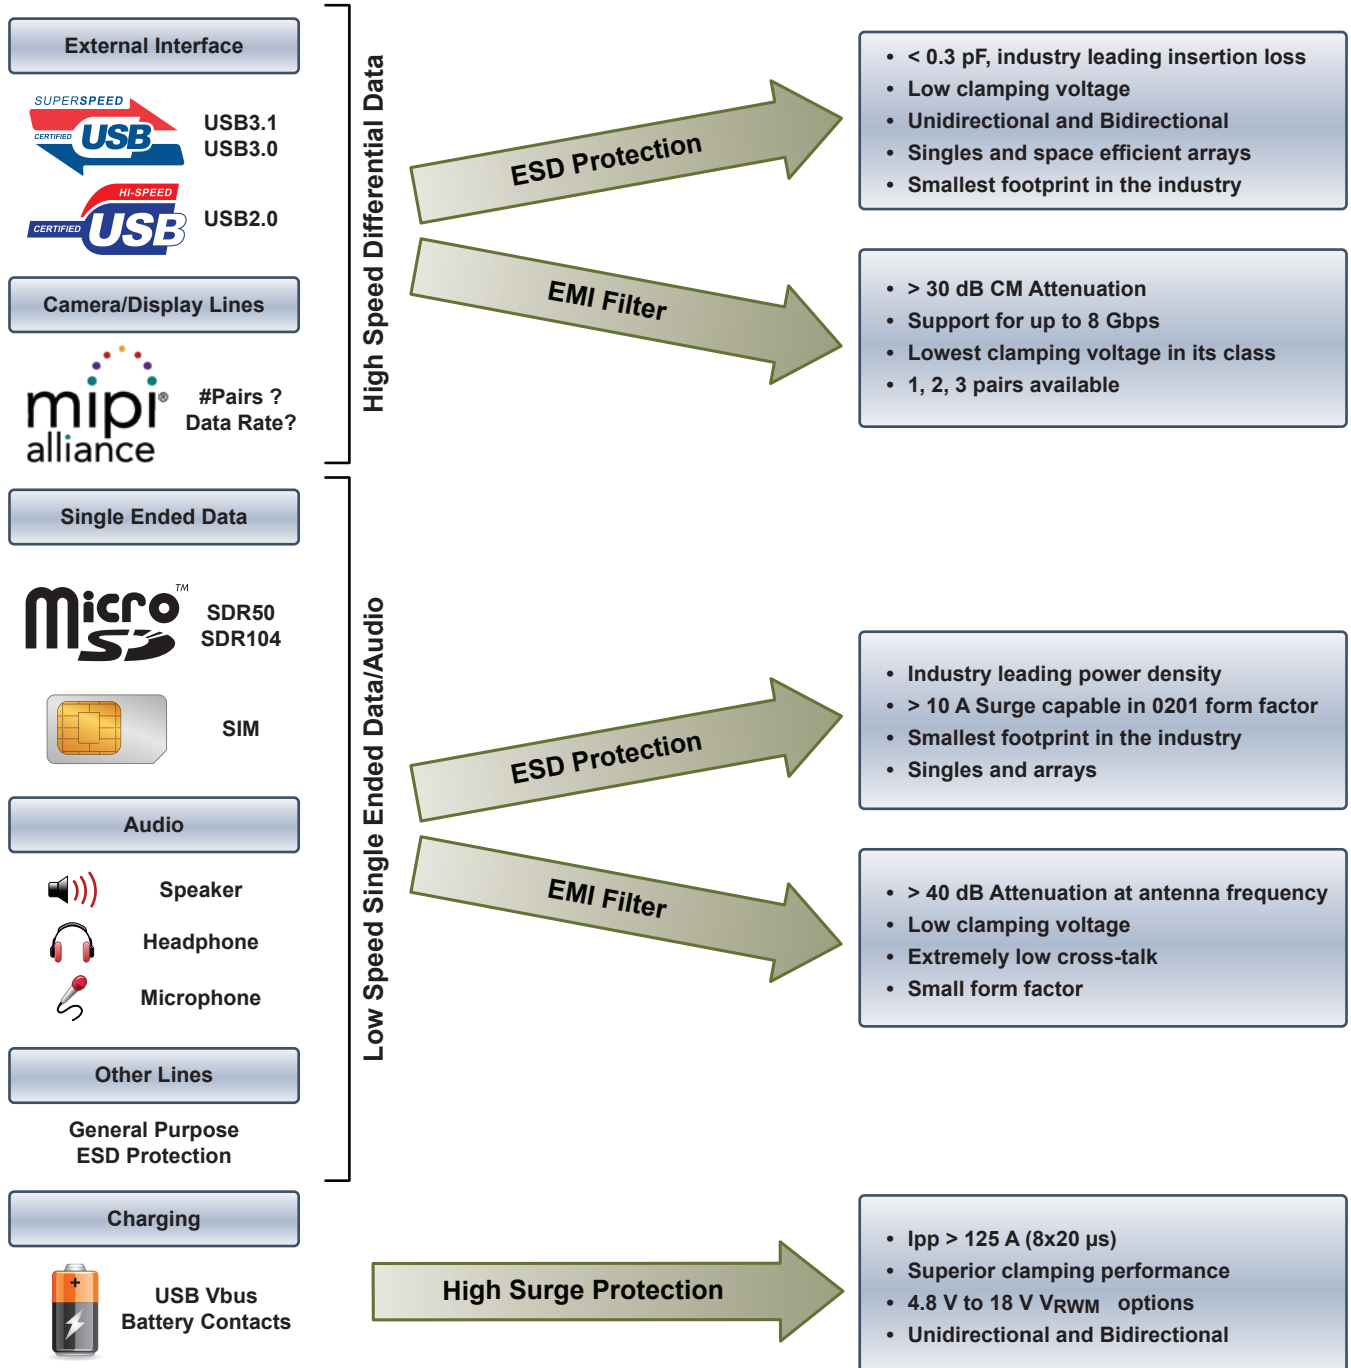 External Interface
SUPERSPEED
CERTIFIED USB
USB3.1
USB3.0
HI-SPEED
CERTIFIED USB
USB2.0
Camera/Display Lines
mipi®
alliance
#Pairs ?
Data Rate?
High Speed Differential Data
ESD Protection
• < 0.3 pF, industry leading insertion loss
• Low clamping voltage
• Unidirectional and Bidirectional
• Singles and space efficient arrays
• Smallest footprint in the industry
EMI Filter
• > 30 dB CM Attenuation
• Support for up to 8 Gbps
• Lowest clamping voltage in its class
• 1, 2, 3 pairs available
Single Ended Data
Micro™
SD
SDR50
SDR104
SIM
Audio
Speaker
Headphone
Microphone
Other Lines
General Purpose
ESD Protection
Low Speed Single Ended Data/Audio
ESD Protection
• Industry leading power density
• > 10 A Surge capable in 0201 form factor
• Smallest footprint in the industry
• Singles and arrays
EMI Filter
• > 40 dB Attenuation at antenna frequency
• Low clamping voltage
• Extremely low cross-talk
• Small form factor
Charging
+
USB Vbus
Battery Contacts
High Surge Protection
• Ipp > 125 A (8x20 µs)
• Superior clamping performance
• 4.8 V to 18 V VRWM options
• Unidirectional and Bidirectional